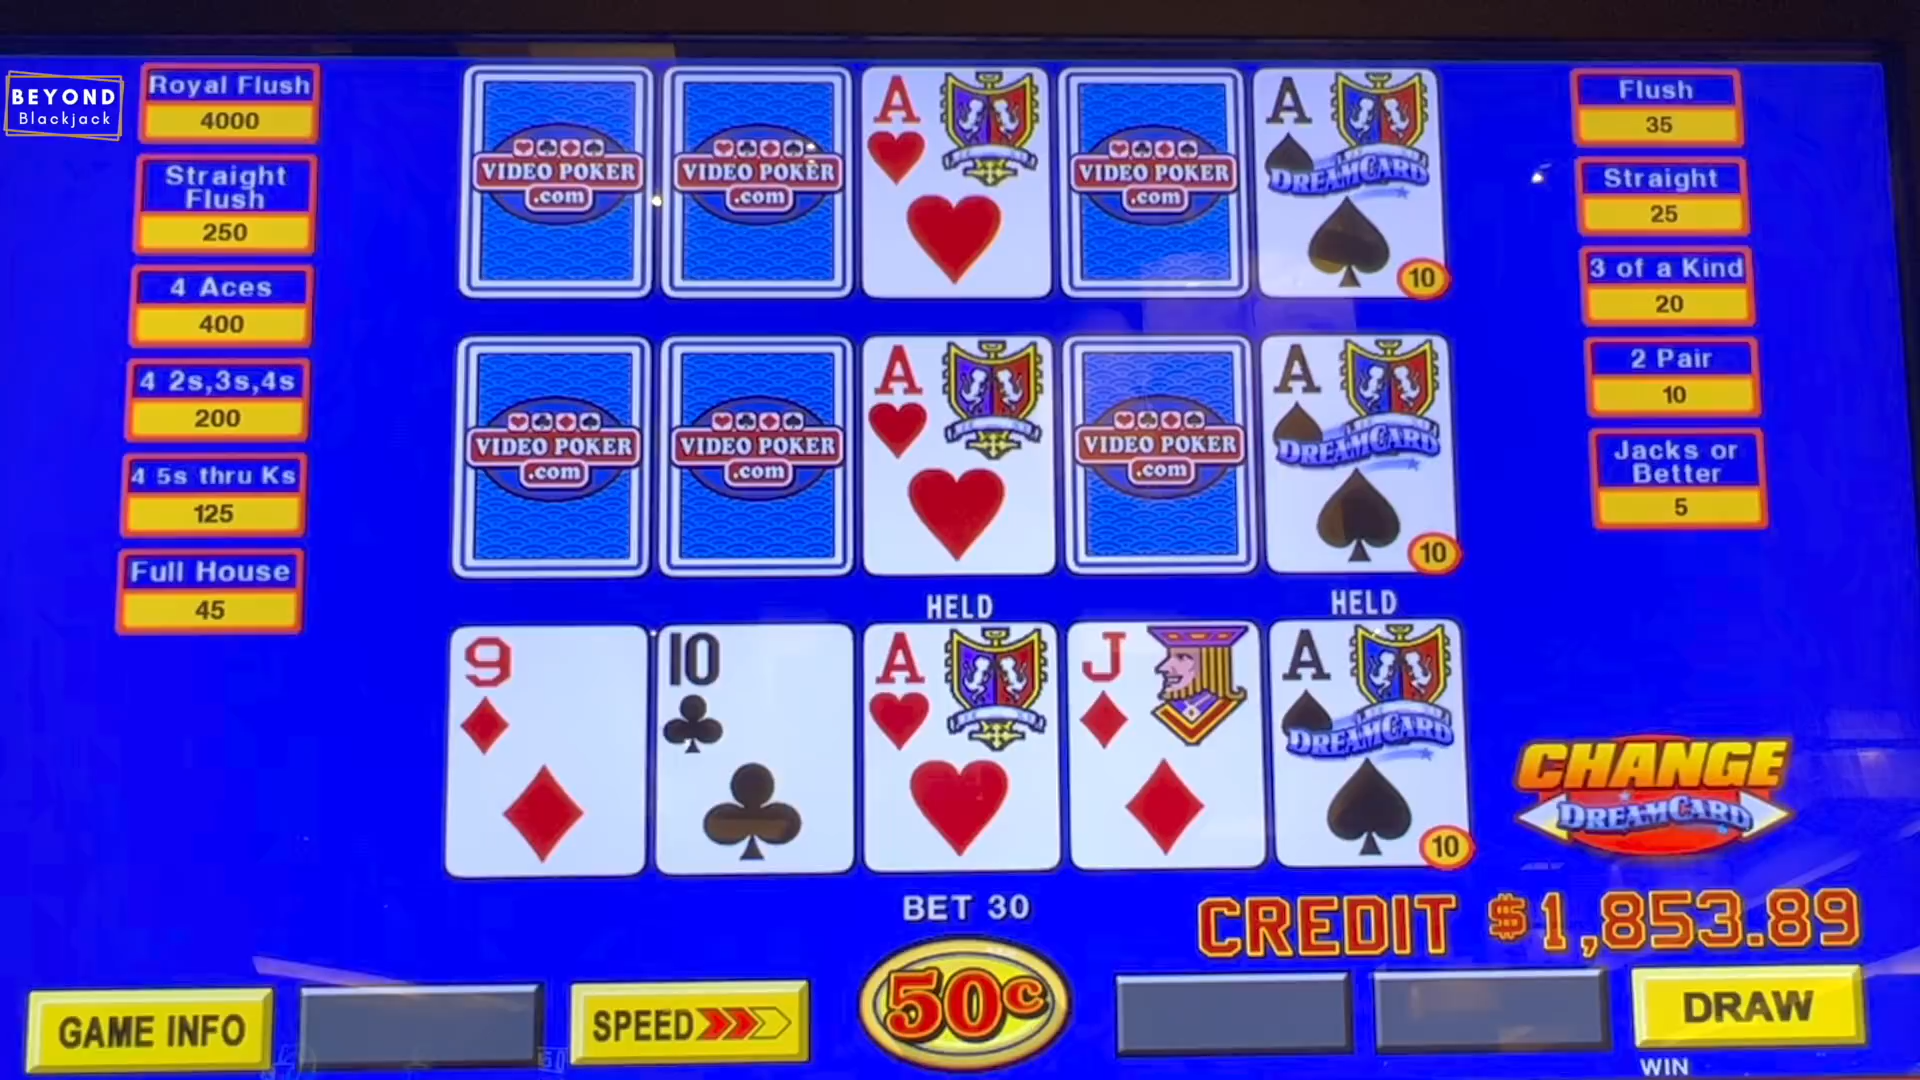 BEYOND
Blackjack
Royal Flush
4000
Straight
Flush
250
4 Aces
400
4 2s,3s,4s
200
4 5s thru Ks
125
Full House
45
VIDEO POKER
.com
VIDEO POKER
.com
A
VIDEO POKER
.com
A
DREAMCARD
10
VIDEO POKER
.com
VIDEO POKER
.com
A
VIDEO POKER
.com
A
DREAMCARD
10
HELD
HELD
9
10
A
J
A
DREAMCARD
10
Flush
35
Straight
25
3 of a Kind
20
2 Pair
10
Jacks or
Better
5
CHANGE
DREAMCARD
BET 30
CREDIT $1,853.89
GAME INFO
SPEED
50¢
DRAW
WIN